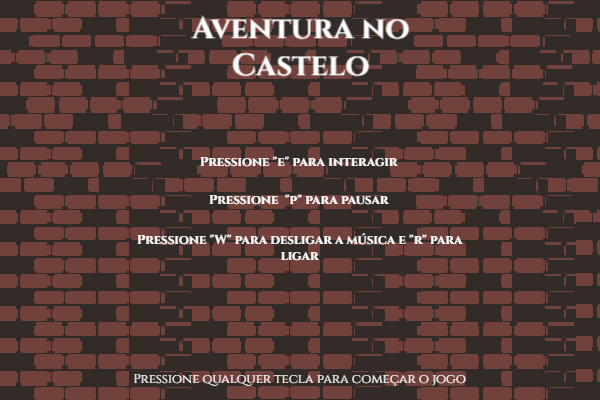 Aventura no
Castelo
Pressione "e" para interagir
Pressione "p" para pausar
Pressione "W" para desligar a música e "r" para
ligar
Pressione qualquer tecla para começar o jogo